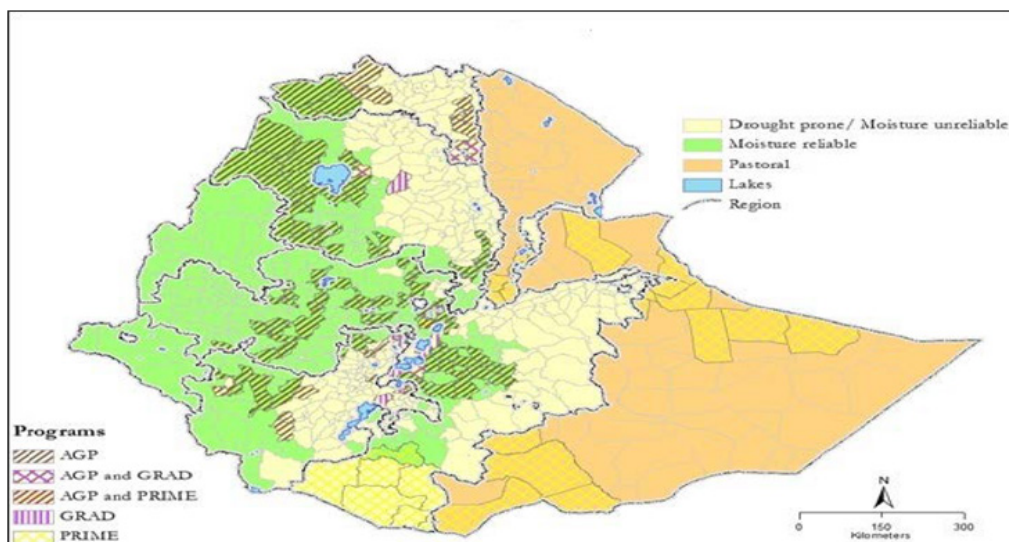 Drought prone/ Moisture unreliable
Moisture reliable
Pastoral
Lakes
Region
Programs
AGP
AGP and GRAD
AGP and PRIME
GRAD
PRIME
N
0 150 300
Kilometers